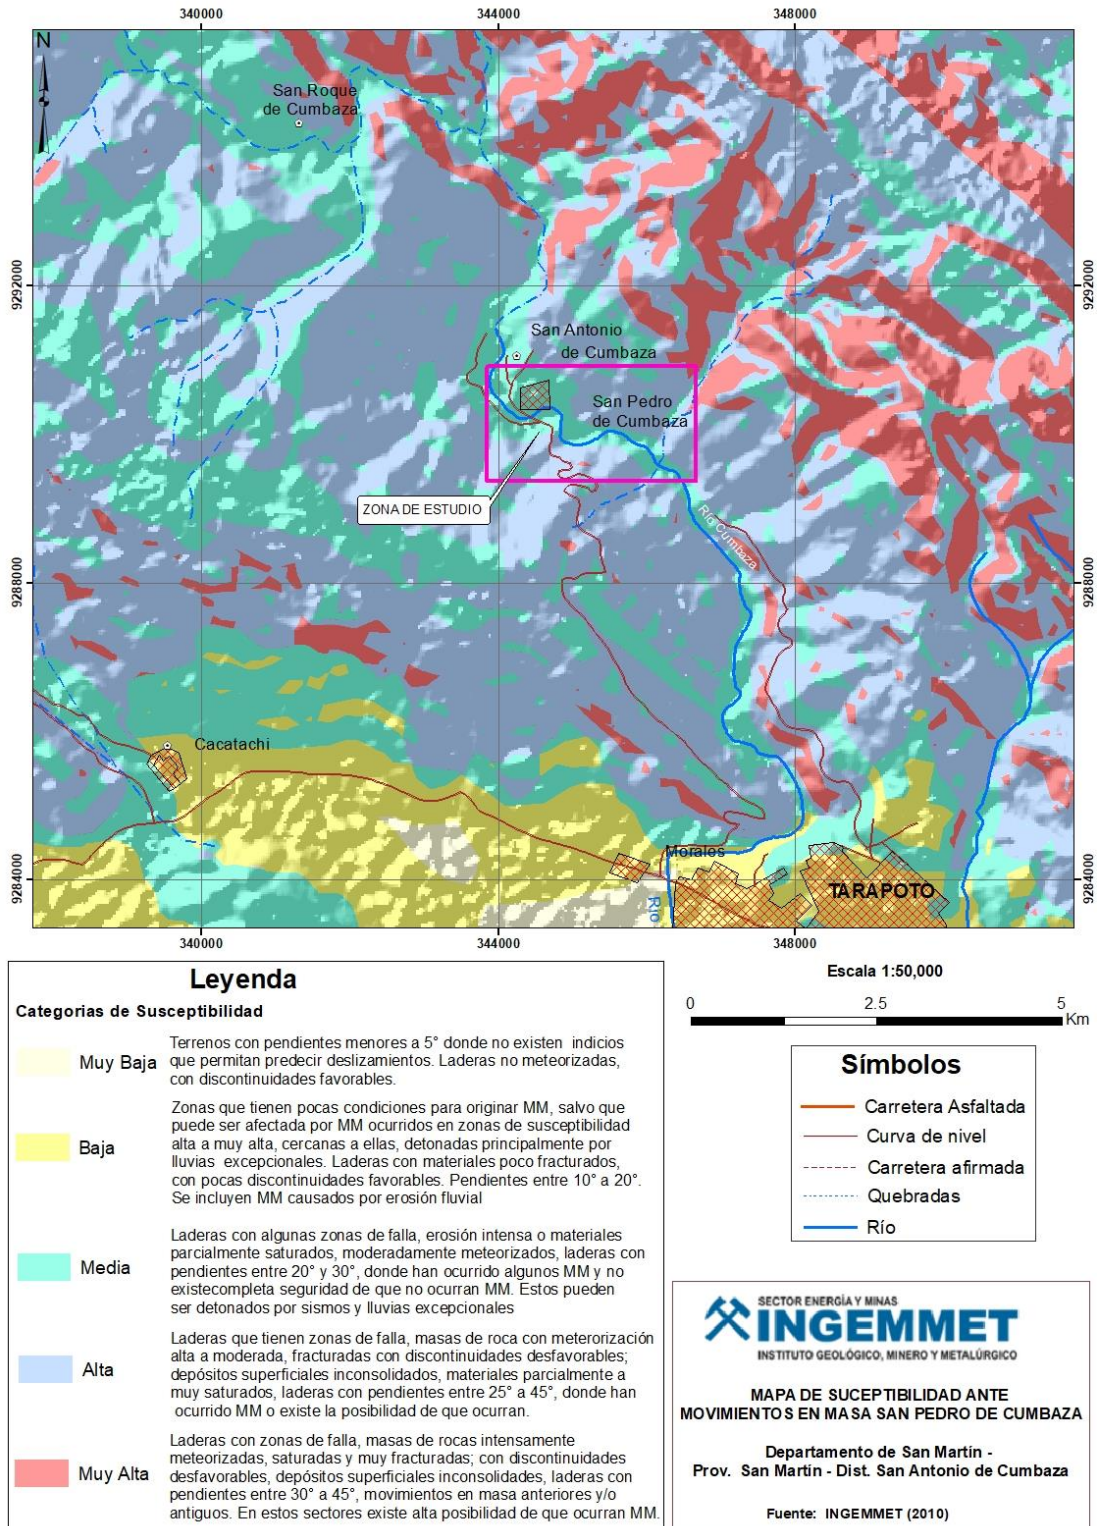 340000
344000
348000
N
San Roque
de Cumbaza
9292000
9292000
San Antonio
de Cumbaza
San Pedro
de Cumbaza
ZONA DE ESTUDIO
Río Cumbaza
9288000
9288000
Cacatachi
Morales
TARAPOTO
Río
9284000
9284000
340000
344000
348000
Leyenda
Categorias de Susceptibilidad
Muy Baja
Terrenos con pendientes menores a 5° donde no existen indicios
que permitan predecir deslizamientos. Laderas no meteorizadas,
con discontinuidades favorables.
Baja
Zonas que tienen pocas condiciones para originar MM, salvo que
puede ser afectada por MM ocurridos en zonas de susceptibilidad
alta a muy alta, cercanas a ellas, detonadas principalmente por
lluvias excepcionales. Laderas con materiales poco fracturados,
con pocas discontinuidades favorables. Pendientes entre 10° a 20°.
Se incluyen MM causados por erosión fluvial
Media
Laderas con algunas zonas de falla, erosión intensa o materiales
parcialmente saturados, moderadamente meteorizados, laderas con
pendientes entre 20° y 30°, donde han ocurrido algunos MM y no
existecompleta seguridad de que no ocurran MM. Estos pueden
ser detonados por sismos y lluvias excepcionales
Alta
Laderas que tienen zonas de falla, masas de roca con meterorización
alta a moderada, fracturadas con discontinuidades desfavorables;
depósitos superficiales inconsolidados, materiales parcialmente a
muy saturados, laderas con pendientes entre 25° a 45°, donde han
ocurrido MM o existe la posibilidad de que ocurran.
Muy Alta
Laderas con zonas de falla, masas de rocas intensamente
meteorizadas, saturadas y muy fracturadas; con discontinuidades
desfavorables, depósitos superficiales inconsolidades, laderas con
pendientes entre 30° a 45°, movimientos en masa anteriores y/o
antiguos. En estos sectores existe alta posibilidad de que ocurran MM.
Escala 1:50,000
0
2.5
5
Km
Símbolos
Carretera Asfaltada
Curva de nivel
Carretera afirmada
Quebradas
Río
SECTOR ENERGÍA Y MINAS
INGEMMET
INSTITUTO GEOLÓGICO, MINERO Y METALÚRGICO
MAPA DE SUCEPTIBILIDAD ANTE
MOVIMIENTOS EN MASA SAN PEDRO DE CUMBAZA
Departamento de San Martin -
Prov. San Martin - Dist. San Antonio de Cumbaza
Fuente: INGEMMET (2010)